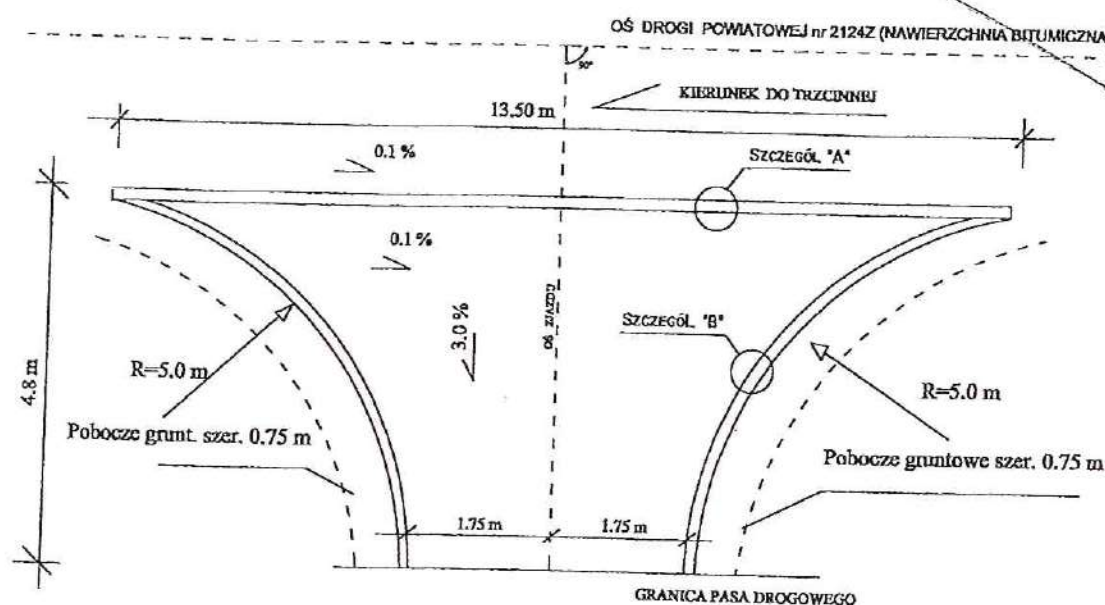 OŚ DROGI POWIATOWEJ nr 2124Z (NAWIERZCHNIA BITUMICZNA
90°
KIERUNEK DO TRZCINNEJ
13.50 m
0.1 %
SZCZEGÓŁ "A"
0.1 %
OŚ ZJAZDU
3.0 %
SZCZEGÓŁ "B"
4.8 m
R=5.0 m
R=5.0 m
Pobocze grunt. szer. 0.75 m
Pobocze gruntowe szer. 0.75 m
1.75 m
1.75 m
GRANICA PASA DROGOWEGO